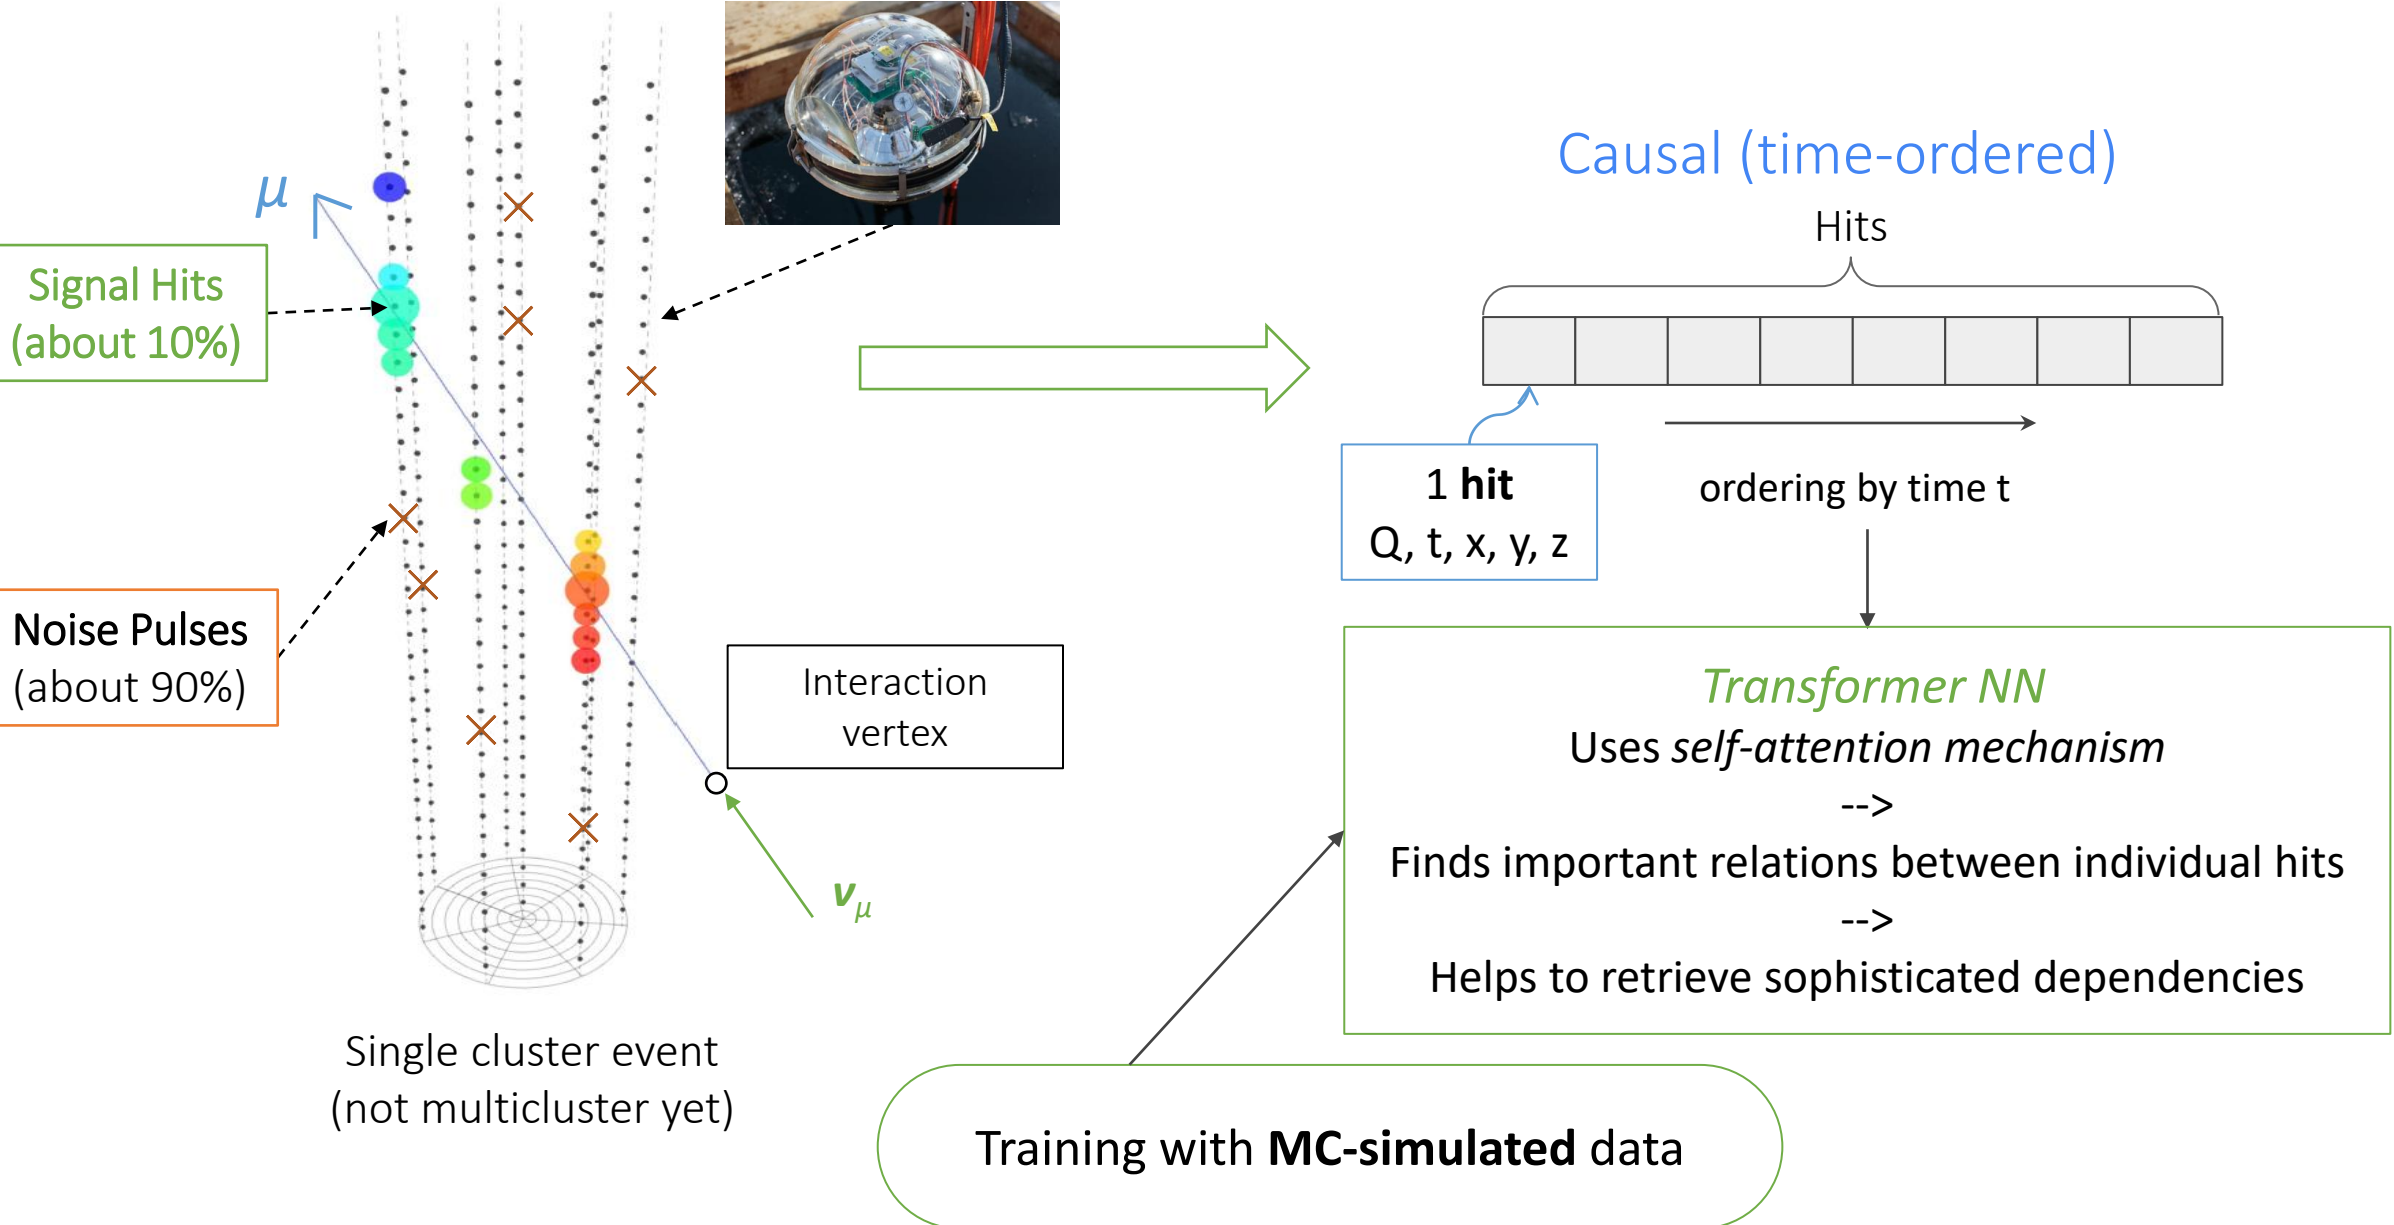 μ
Signal Hits
(about 10%)
Noise Pulses
(about 90%)
Interaction
vertex
νμ
Single cluster event
(not multicluster yet)
Causal (time-ordered)
Hits
1 hit
Q, t, x, y, z
ordering by time t
Transformer NN
Uses self-attention mechanism
-->
Finds important relations between individual hits
-->
Helps to retrieve sophisticated dependencies
Training with MC-simulated data